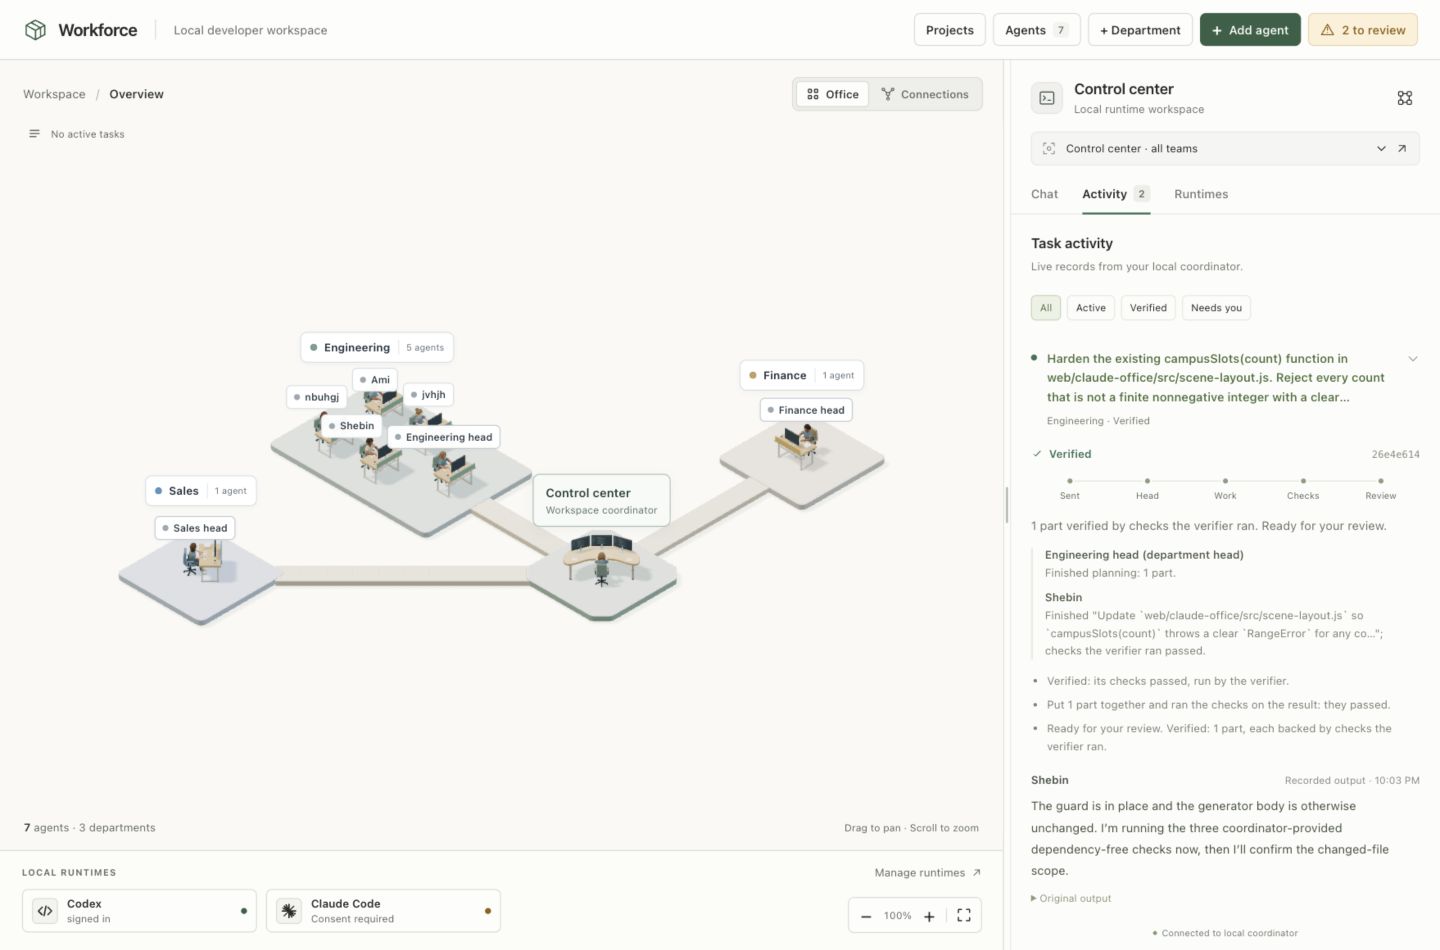 Workforce
Local developer workspace
Projects
Agents 7
+ Department
+ Add agent
2 to review
Workspace / Overview
Office
Connections
No active tasks
Engineering 5 agents
Ami
nbuhgj
jvhjh
Shebin
Engineering head
Finance 1 agent
Finance head
Sales 1 agent
Sales head
Control center
Workspace coordinator
7 agents · 3 departments
Drag to pan · Scroll to zoom
LOCAL RUNTIMES
Manage runtimes
Codex
signed in
Claude Code
Consent required
100%
Control center
Local runtime workspace
Control center · all teams
Chat
Activity 2
Runtimes
Task activity
Live records from your local coordinator.
All
Active
Verified
Needs you
Harden the existing campusSlots(count) function in
web/claude-office/src/scene-layout.js. Reject every count
that is not a finite nonnegative integer with a clear...
Engineering · Verified
Verified
26e4e614
Sent
Head
Work
Checks
Review
1 part verified by checks the verifier ran. Ready for your review.
Engineering head (department head)
Finished planning: 1 part.
Shebin
Finished "Update `web/claude-office/src/scene-layout.js` so
`campusSlots(count)` throws a clear `RangeError` for any co...";
checks the verifier ran passed.
Verified: its checks passed, run by the verifier.
Put 1 part together and ran the checks on the result: they passed.
Ready for your review. Verified: 1 part, each backed by checks the
verifier ran.
Shebin
Recorded output · 10:03 PM
The guard is in place and the generator body is otherwise
unchanged. I'm running the three coordinator-provided
dependency-free checks now, then I'll confirm the changed-file
scope.
Original output
Connected to local coordinator